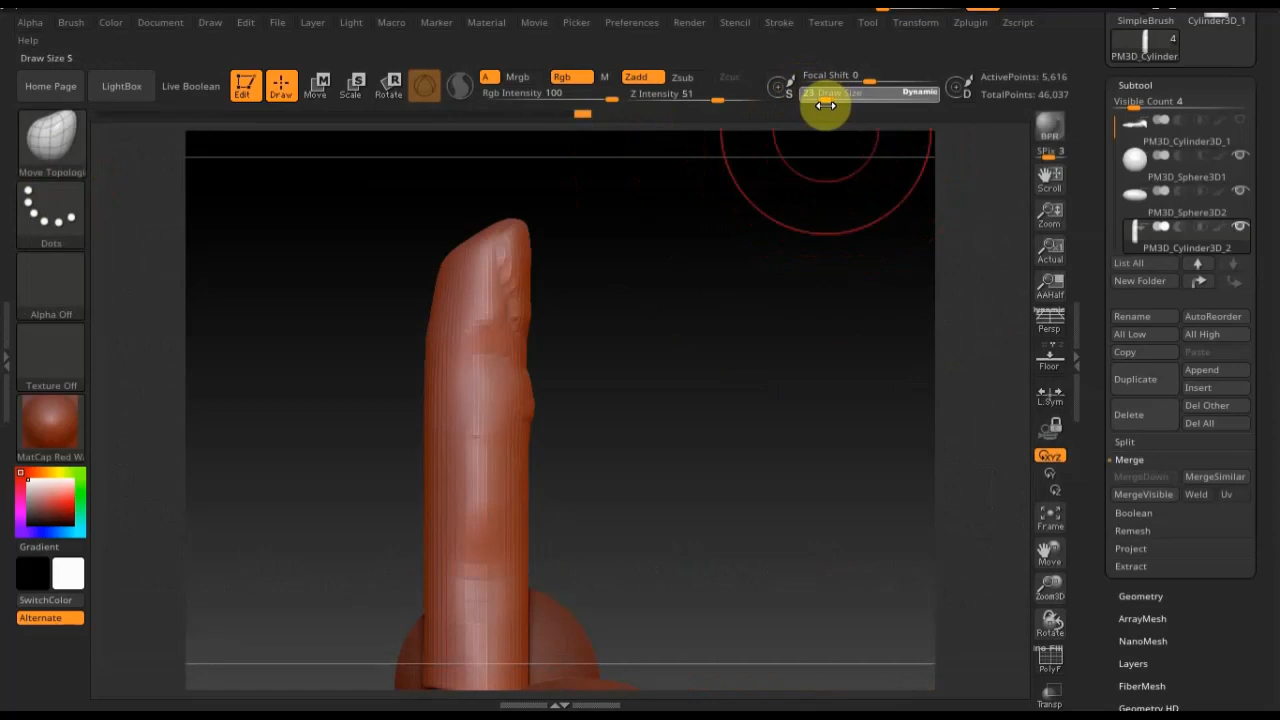 Alpha Brush Color Document Draw Edit File Layer Light Macro Marker Material Movie Picker Preferences Render Stencil Stroke Texture Tool Transform Zplugin Zscript
Help
Draw Size S
Home Page
LightBox
Live Boolean
Edit
Draw
Move
Scale
Rotate
A
Mrgb
Rgb
M
Rgb Intensity 100
Zadd
Zsub
Zcut
Z Intensity 51
S
Focal Shift 0
23 Draw Size
Dynamic
D
ActivePoints: 5,616
TotalPoints: 46,037
Move Topologi
Dots
Alpha Off
Texture Off
MatCap Red W
Gradient
SwitchColor
Alternate
BPR
SPix 3
Scroll
Zoom
Actual
AAHalf
Dynamic
Persp
Floor
L.Sym
XYZ
Y
Z
Frame
Move
Zoom3D
Rotate
PolyF
Transp
SimpleBrush
Cylinder3D_1
4
PM3D_Cylinder
Subtool
Visible Count 4
PM3D_Cylinder3D_1
PM3D_Sphere3D1
PM3D_Sphere3D2
PM3D_Cylinder3D_2
List All
New Folder
Rename AutoReorder
All Low All High
Copy Paste
Duplicate
Append
Insert
Delete
Del Other
Del All
Split
Merge
MergeDown MergeSimilar
MergeVisible Weld Uv
Boolean
Remesh
Project
Extract
Geometry
ArrayMesh
NanoMesh
Layers
FiberMesh
Geometry HD